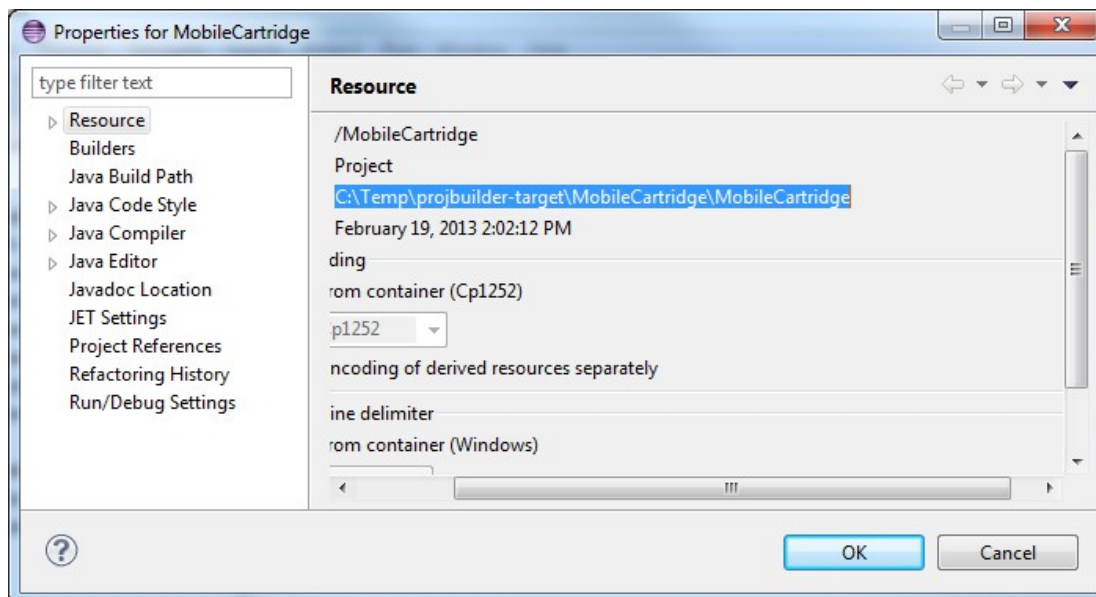 Properties for MobileCartridge
type filter text
Resource
Builders
Java Build Path
Java Code Style
Java Compiler
Java Editor
Javadoc Location
JET Settings
Project References
Refactoring History
Run/Debug Settings
Resource
/MobileCartridge
Project
C:\Temp\projbuilder-target\MobileCartridge\MobileCartridge
February 19, 2013 2:02:12 PM
ding
rom container (Cp1252)
p1252
ncoding of derived resources separately
ine delimiter
rom container (Windows)
?
OK
Cancel